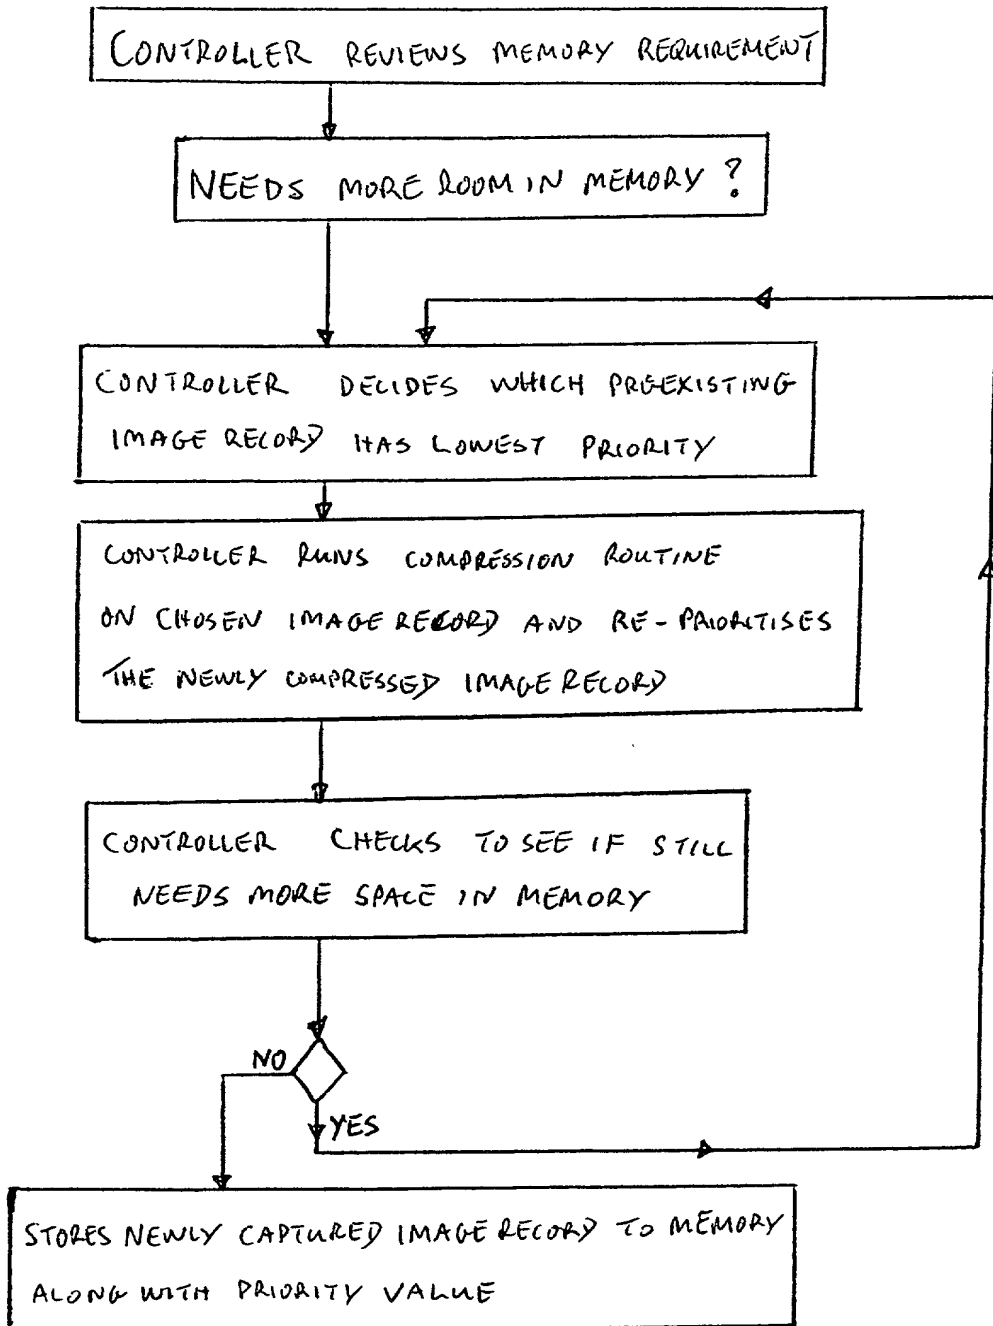 CONTROLLER REVIEWS MEMORY REQUIREMENT
NEEDS MORE ROOM IN MEMORY ?
CONTROLLER DECIDES WHICH PREEXISTING
IMAGE RECORD HAS LOWEST PRIORITY
CONTROLLER RUNS COMPRESSION ROUTINE
ON CHOSEN IMAGE RECORD AND RE-PRIORITISES
THE NEWLY COMPRESSED IMAGE RECORD
CONTROLLER CHECKS TO SEE IF STILL
NEEDS MORE SPACE IN MEMORY
NO
YES
STORES NEWLY CAPTURED IMAGE RECORD TO MEMORY
ALONG WITH PRIORITY VALUE